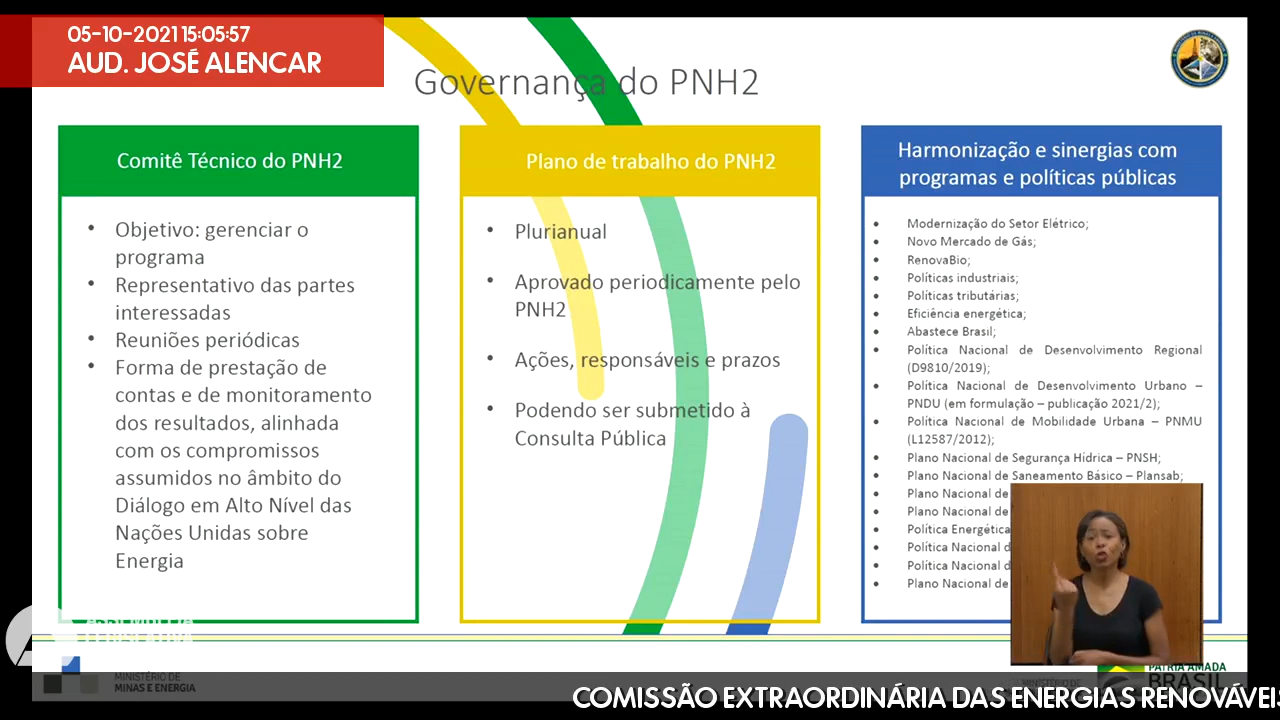 05-10-2021 15:05:57
AUD. JOSÉ ALENCAR
Governança do PNH2
Comitê Técnico do PNH2
• Objetivo: gerenciar o
programa
• Representativo das partes
interessadas
• Reuniões periódicas
• Forma de prestação de
contas e de monitoramento
dos resultados, alinhada
com os compromissos
assumidos no âmbito do
Diálogo em Alto Nível das
Nações Unidas sobre
Energia
Plano de trabalho do PNH2
• Plurianual
• Aprovado periodicamente pelo
PNH2
• Ações, responsáveis e prazos
• Podendo ser submetido à
Consulta Pública
Harmonização e sinergias com
programas e políticas públicas
• Modernização do Setor Elétrico;
• Novo Mercado de Gás;
• RenovaBio;
• Políticas industriais;
• Políticas tributárias;
• Eficiência energética;
• Abastece Brasil;
• Política Nacional de Desenvolvimento Regional
(D9810/2019);
• Política Nacional de Desenvolvimento Urbano –
PNDU (em formulação – publicação 2021/2);
• Política Nacional de Mobilidade Urbana – PNMU
(L12587/2012);
• Plano Nacional de Segurança Hídrica – PNSH;
• Plano Nacional de Saneamento Básico – Plansab;
• Plano Nacional de
• Plano Nacional de
• Política Energética
• Política Nacional d
• Política Nacional d
• Plano Nacional de
ASSEMBLEIA
LEGISLATIVA
MINISTÉRIO DE
MINAS E ENERGIA
MINISTÉRIO DE
PÁTRIA AMADA
BRASIL
COMISSÃO EXTRAORDINÁRIA DAS ENERGIAS RENOVÁVEIS